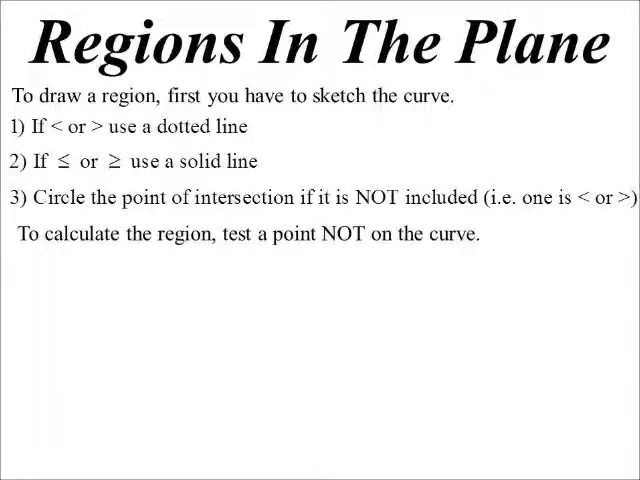 Regions In The Plane
To draw a region, first you have to sketch the curve.
1) If < or > use a dotted line
2) If ≤ or ≥ use a solid line
3) Circle the point of intersection if it is NOT included (i.e. one is < or >)
To calculate the region, test a point NOT on the curve.